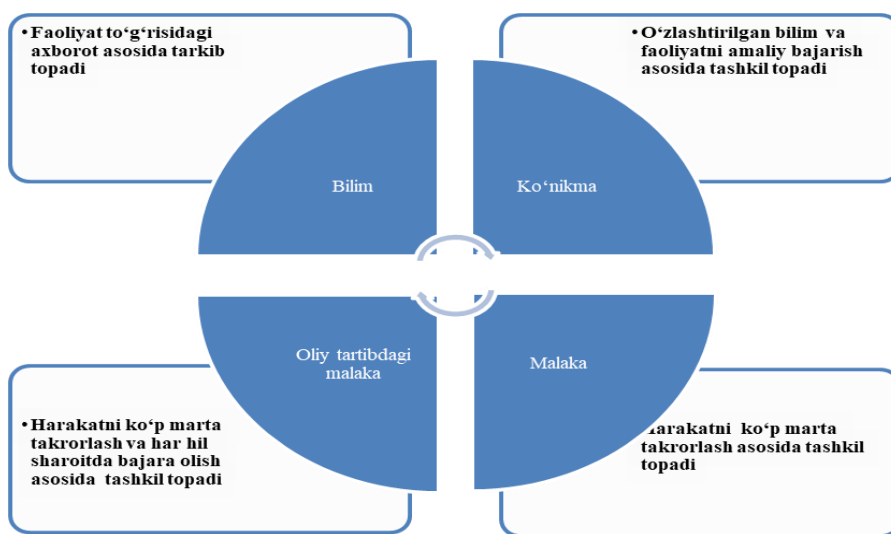 • Faoliyat to‘g‘risidagi
axborot asosida tarkib
topadi
• O‘zlashtirilgan bilim va
faoliyatni amaliy bajarish
asosida tashkil topadi
Bilim
Ko‘nikma
Oliy tartibdagi
malaka
Malaka
• Harakatni ko‘p marta
takrorlash va har hil
sharoitda bajara olish
asosida tashkil topadi
Harakatni ko‘p marta
takrorlash asosida tashkil
topadi